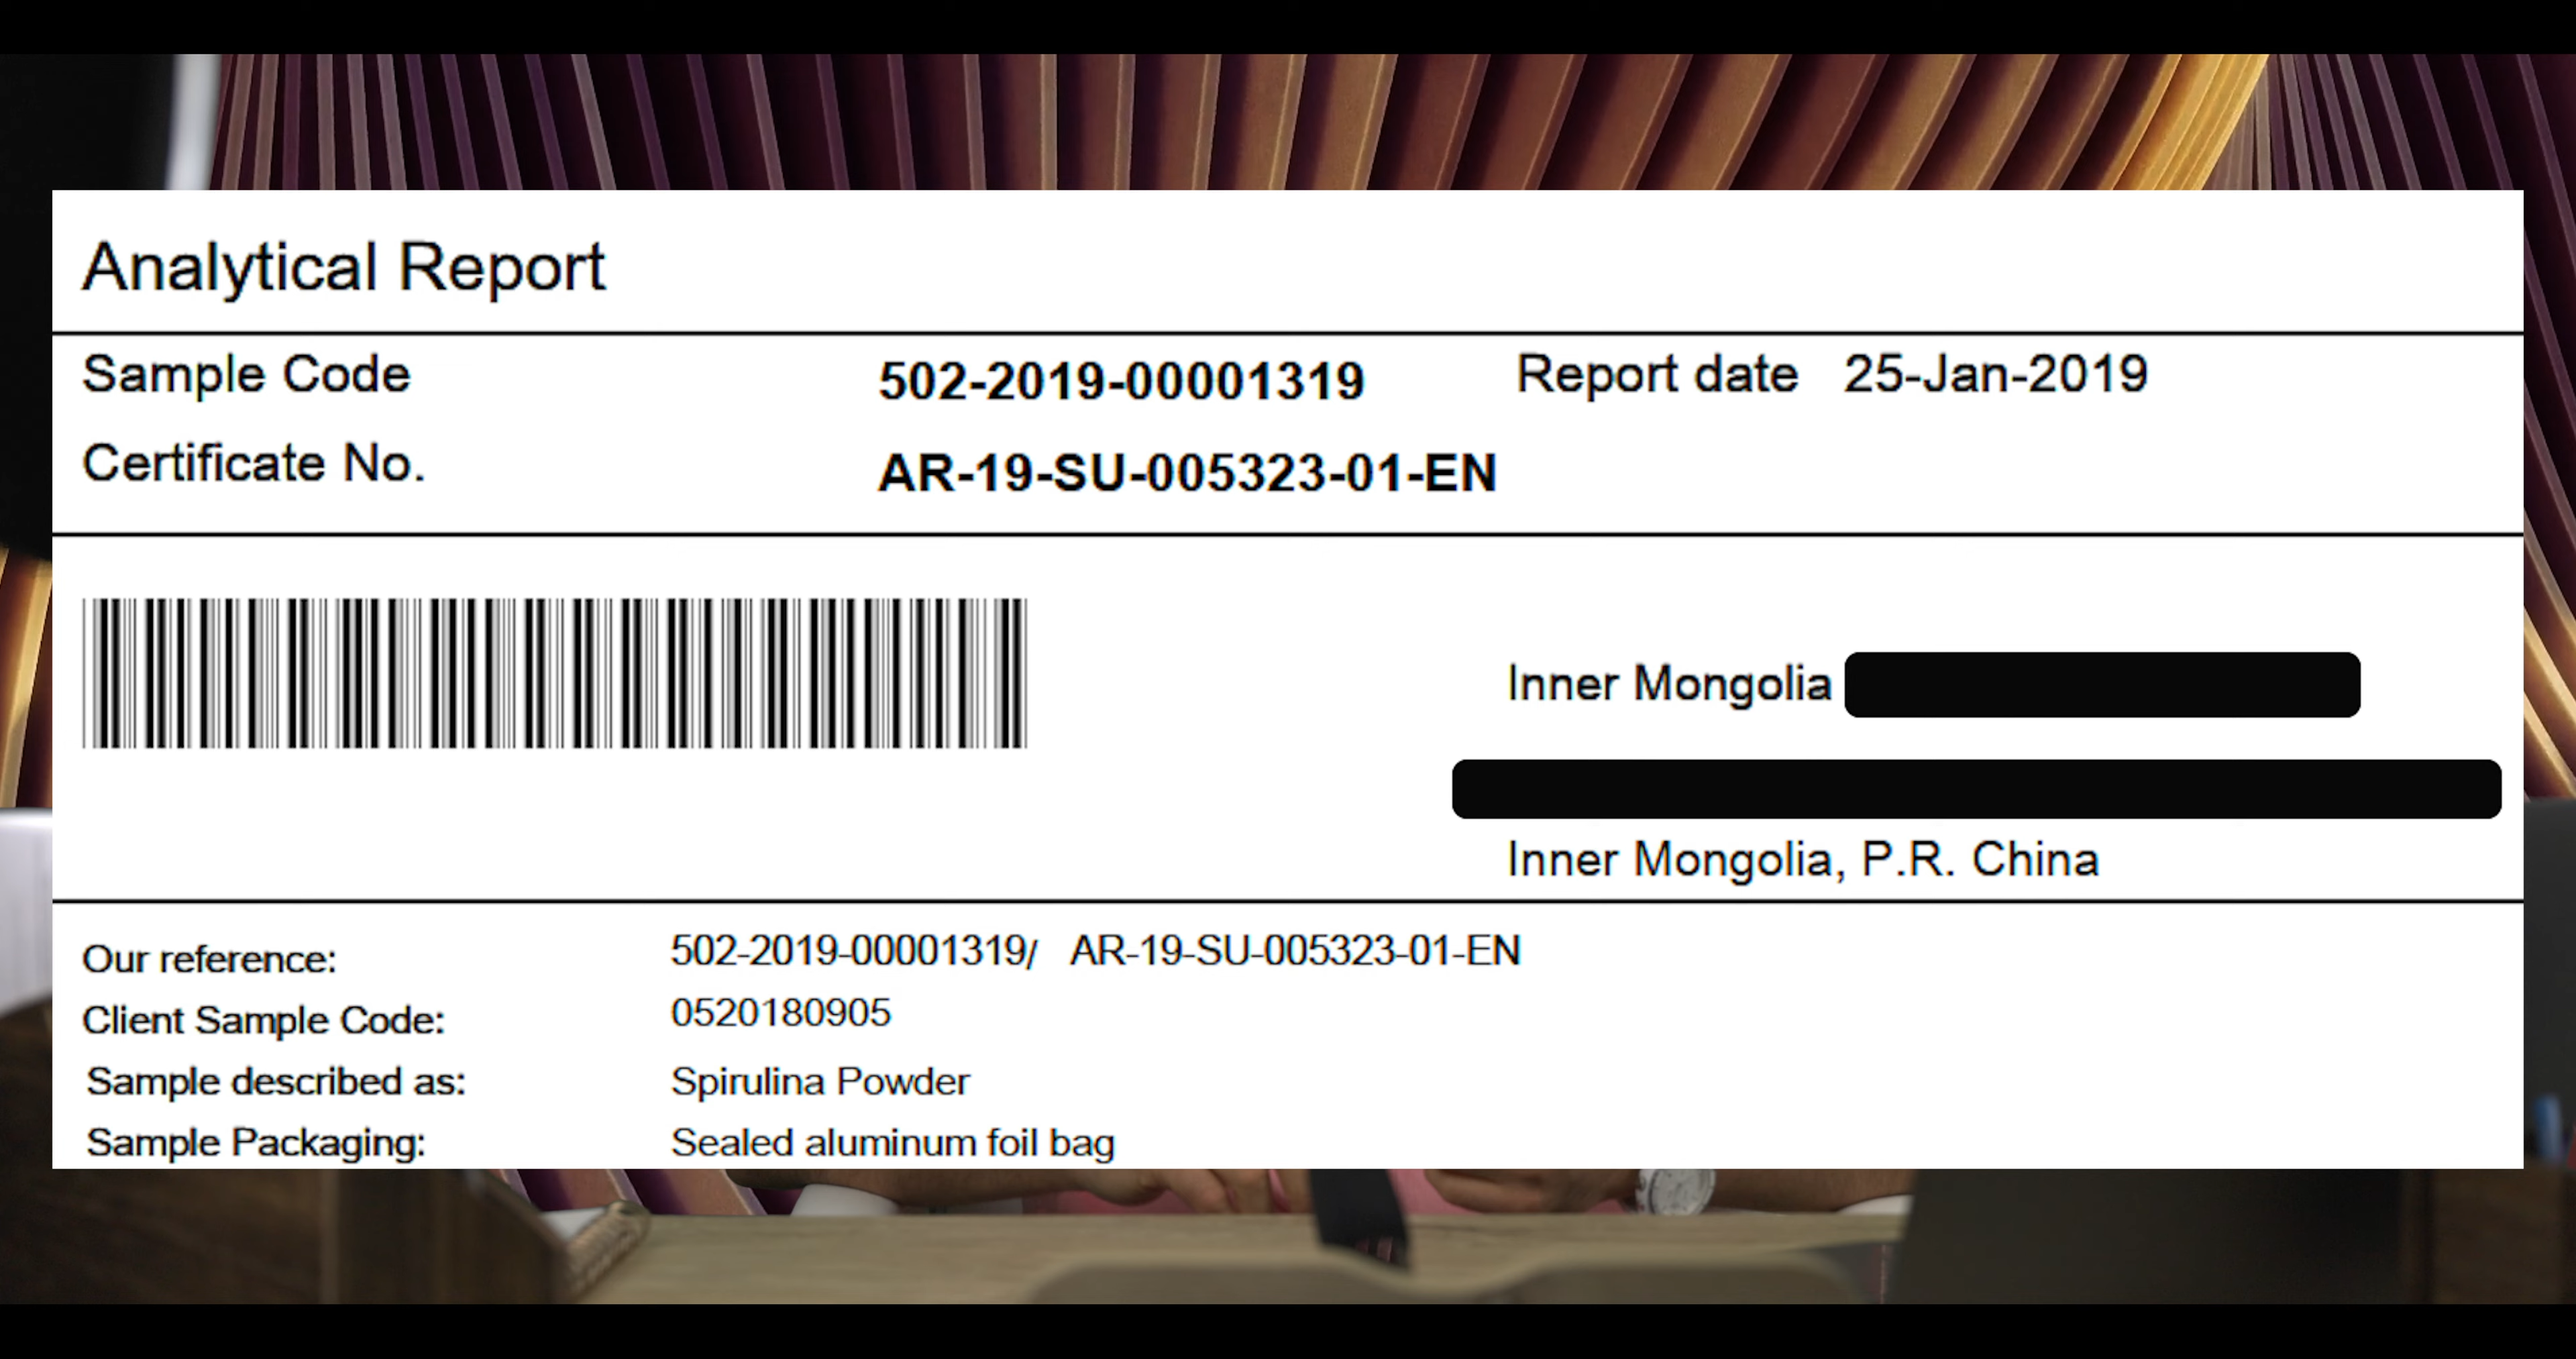 Analytical Report
Sample Code 502-2019-00001319 Report date 25-Jan-2019
Certificate No. AR-19-SU-005323-01-EN
Inner Mongolia
Inner Mongolia, P.R. China
Our reference: 502-2019-00001319/ AR-19-SU-005323-01-EN
Client Sample Code: 0520180905
Sample described as: Spirulina Powder
Sample Packaging: Sealed aluminum foil bag